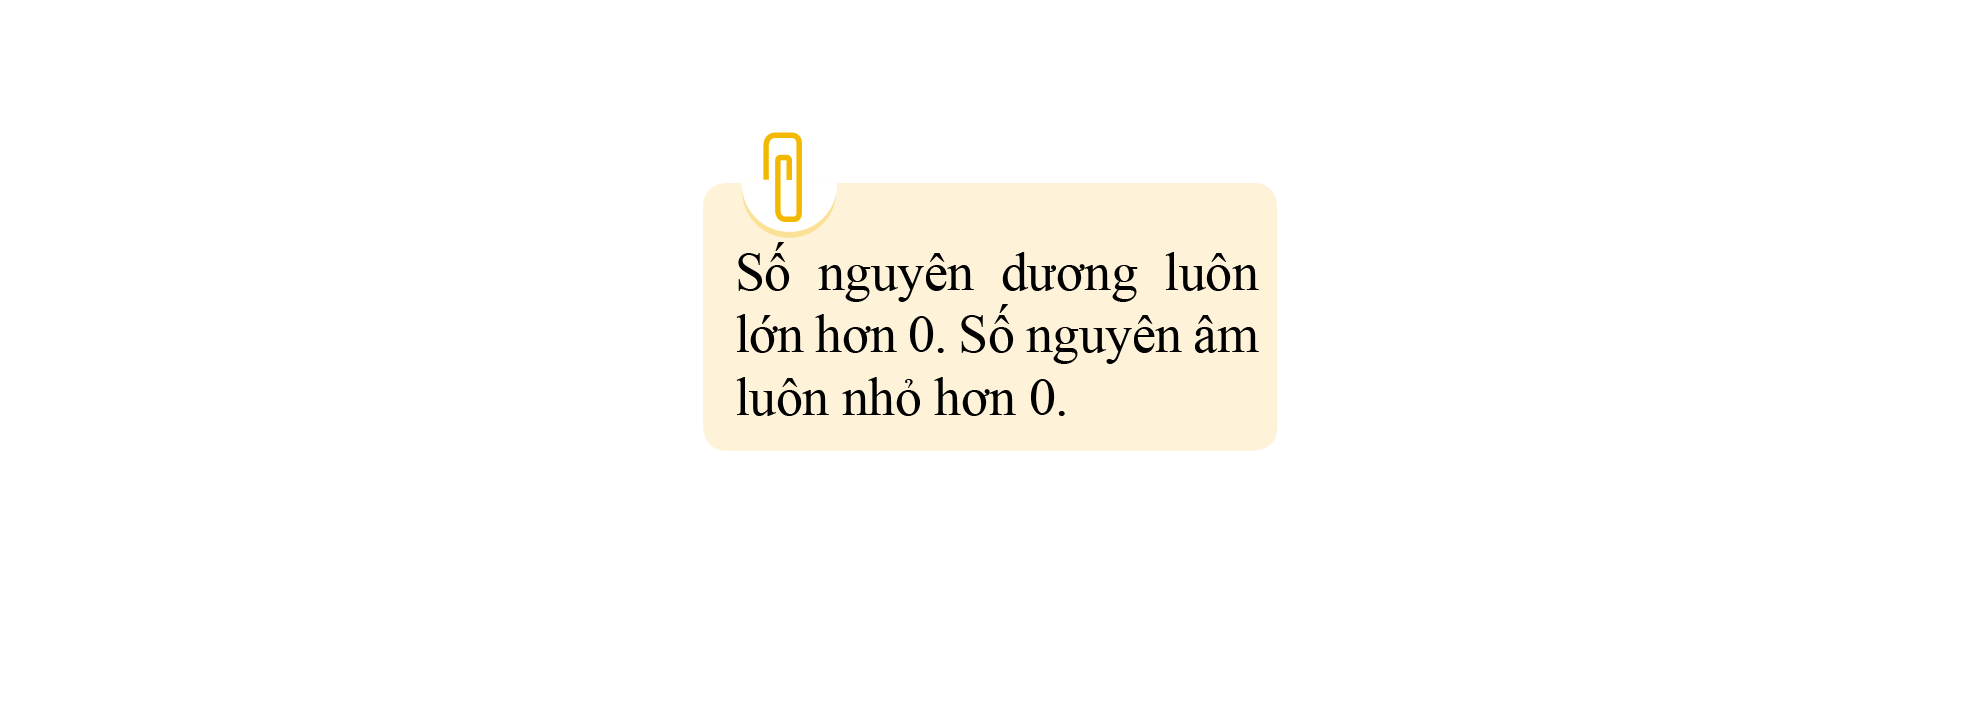 Số nguyên dương luôn
lớn hơn 0. Số nguyên âm
luôn nhỏ hơn 0.